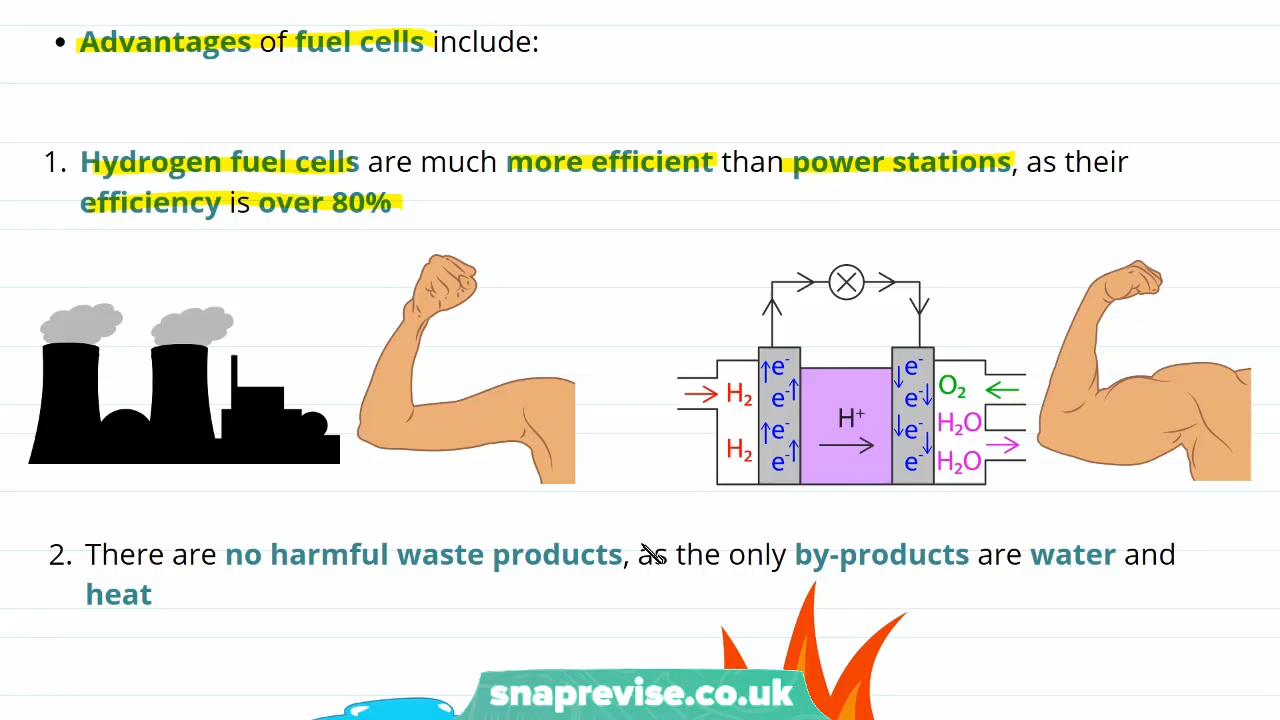 • Advantages of fuel cells include:
1. Hydrogen fuel cells are much more efficient than power stations, as their
efficiency is over 80%
H₂
H₂
e⁻
e⁻
e⁻
e⁻
H⁺
e⁻
e⁻
e⁻
e⁻
O₂
H₂O
H₂O
2. There are no harmful waste products, as the only by-products are water and
heat
snaprevise.co.uk